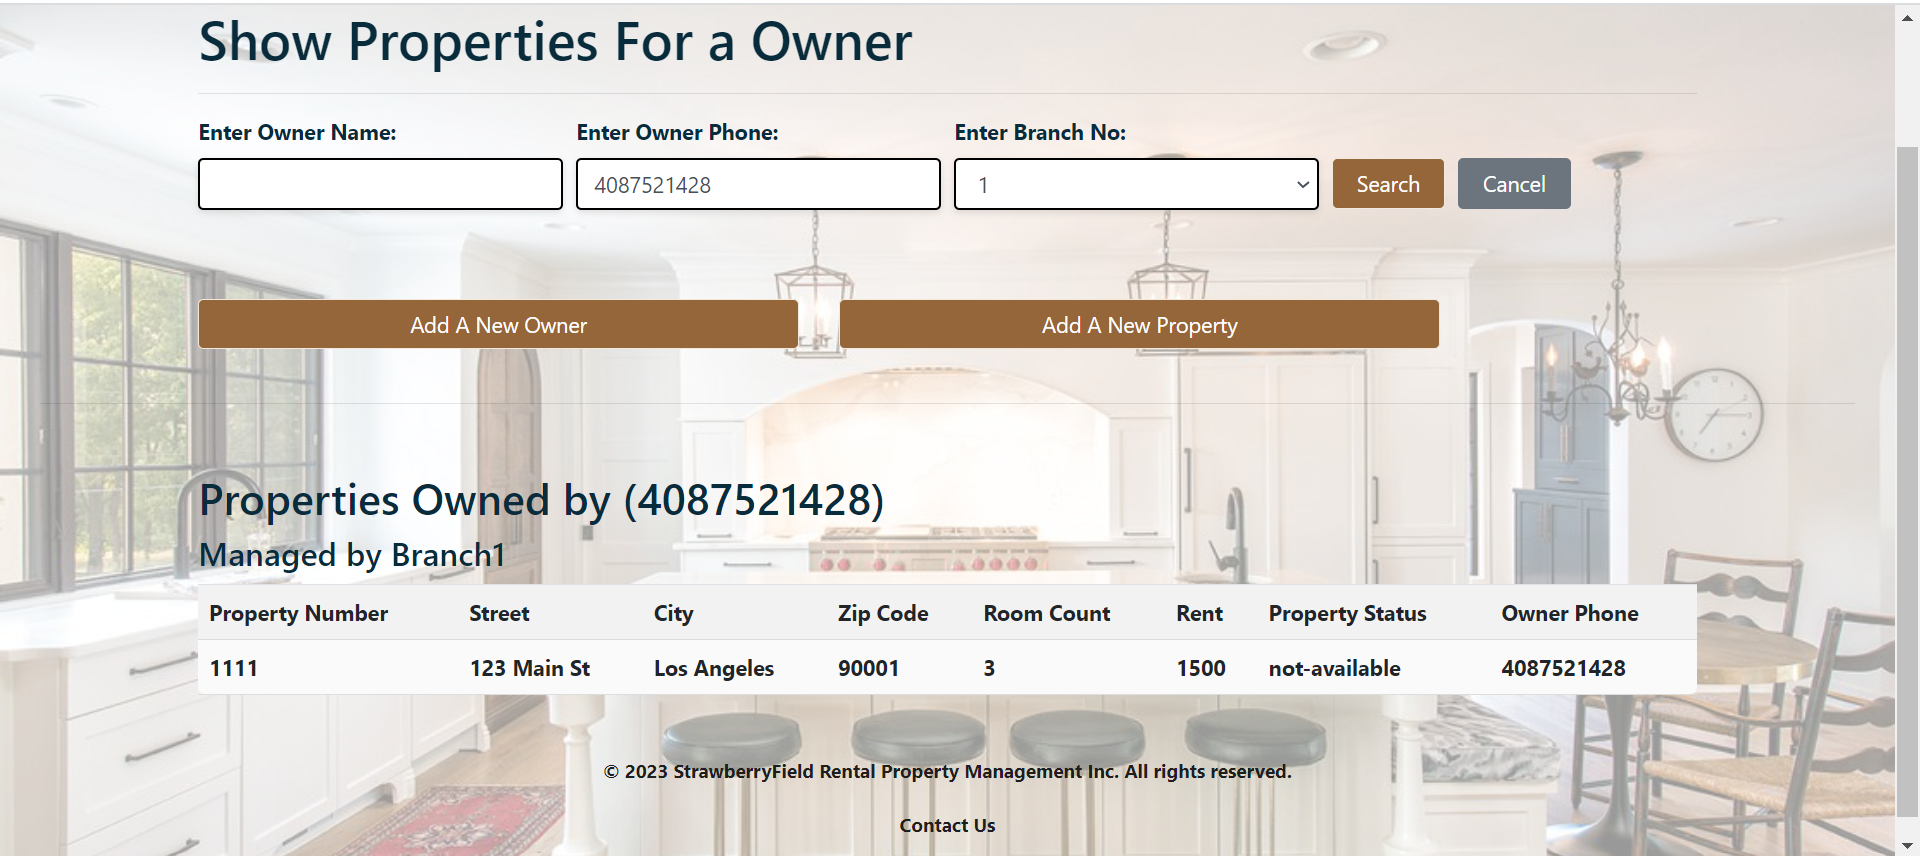 Show Properties For a Owner
Enter Owner Name: Enter Owner Phone: Enter Branch No:
4087521428 1 Search Cancel
Add A New Owner Add A New Property
Properties Owned by (4087521428)
Managed by Branch1
Property Number Street City Zip Code Room Count Rent Property Status Owner Phone
1111 123 Main St Los Angeles 90001 3 1500 not-available 4087521428
© 2023 StrawberryField Rental Property Management Inc. All rights reserved.
Contact Us